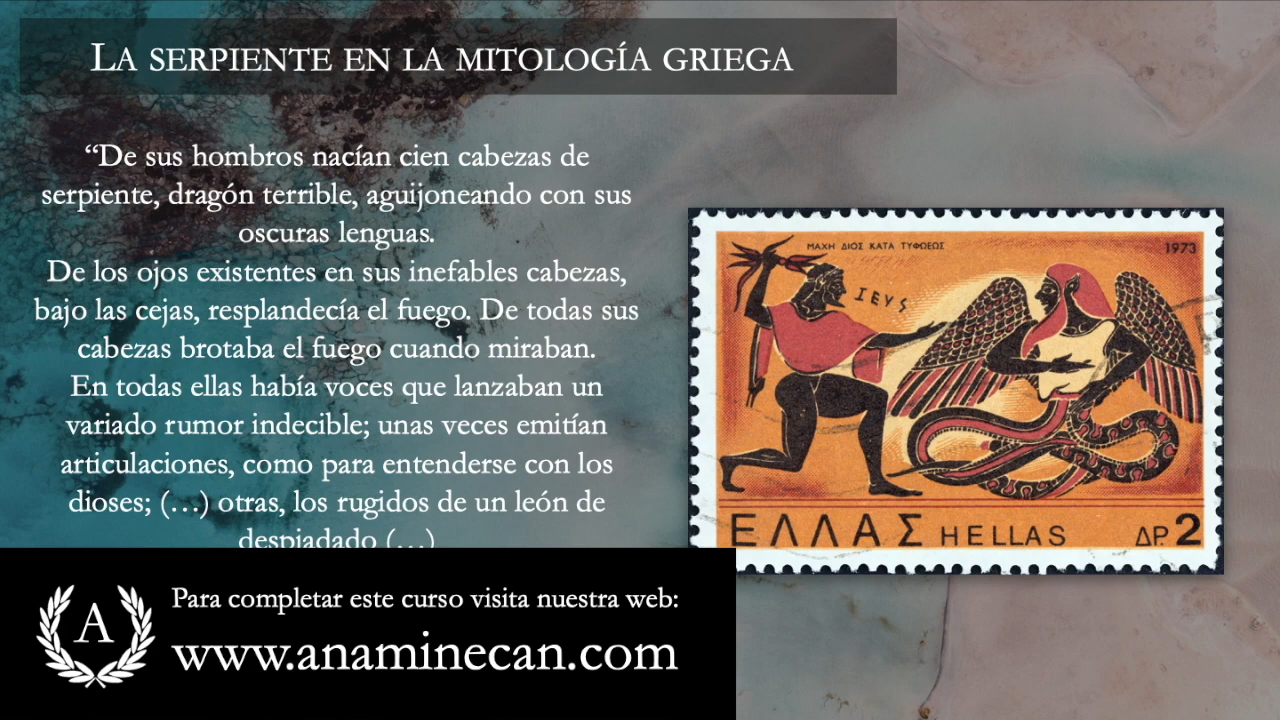 LA SERPIENTE EN LA MITOLOGÍA GRIEGA
“De sus hombros nacían cien cabezas de
serpiente, dragón terrible, aguijoneando con sus
oscuras lenguas.
De los ojos existentes en sus inefables cabezas,
bajo las cejas, resplandecía el fuego. De todas sus
cabezas brotaba el fuego cuando miraban.
En todas ellas había voces que lanzaban un
variado rumor indecible; unas veces emitían
articulaciones, como para entenderse con los
dioses; (…) otras, los rugidos de un león de
despiadado (…)
ΜΑΧΗ ΔΙΟΣ ΚΑΤΑ ΤΥΦΩΕΩΣ
1973
ΙΕΥΣ
ΕΛΛΑΣ HELLAS ΔΡ. 2
A
Para completar este curso visita nuestra web:
www.anaminecan.com